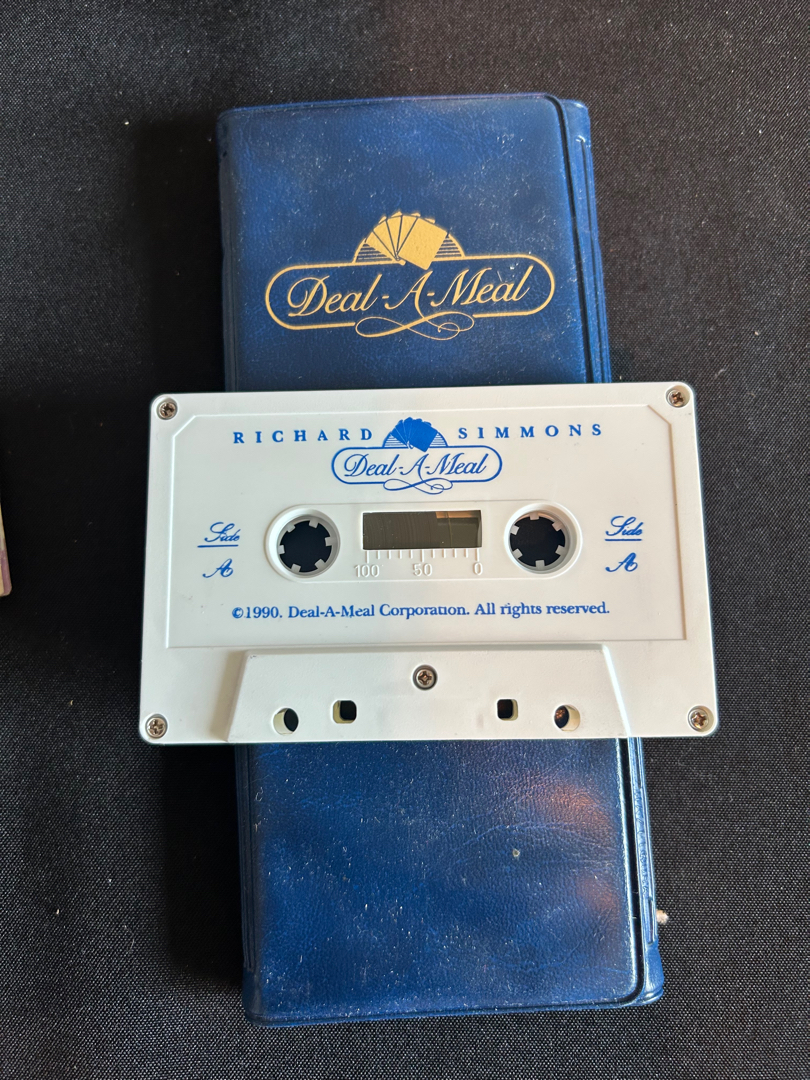 Deal-A-Meal
RICHARD SIMMONS
Deal-A-Meal
Side Side
A A
100 50 0
©1990. Deal-A-Meal Corporation. All rights reserved.